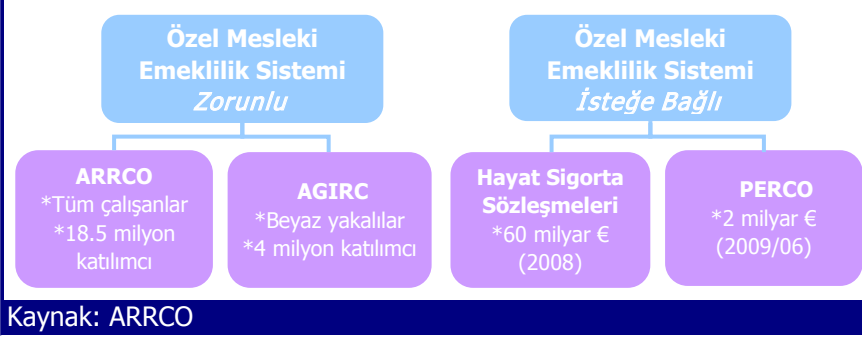 Özel Mesleki
Emeklilik Sistemi
Zorunlu
Özel Mesleki
Emeklilik Sistemi
İsteğe Bağlı
ARRCO
*Tüm çalışanlar
*18.5 milyon
katılımcı
AGIRC
*Beyaz yakalılar
*4 milyon katılımcı
Hayat Sigorta
Sözleşmeleri
*60 milyar €
(2008)
PERCO
*2 milyar €
(2009/06)
Kaynak: ARRCO